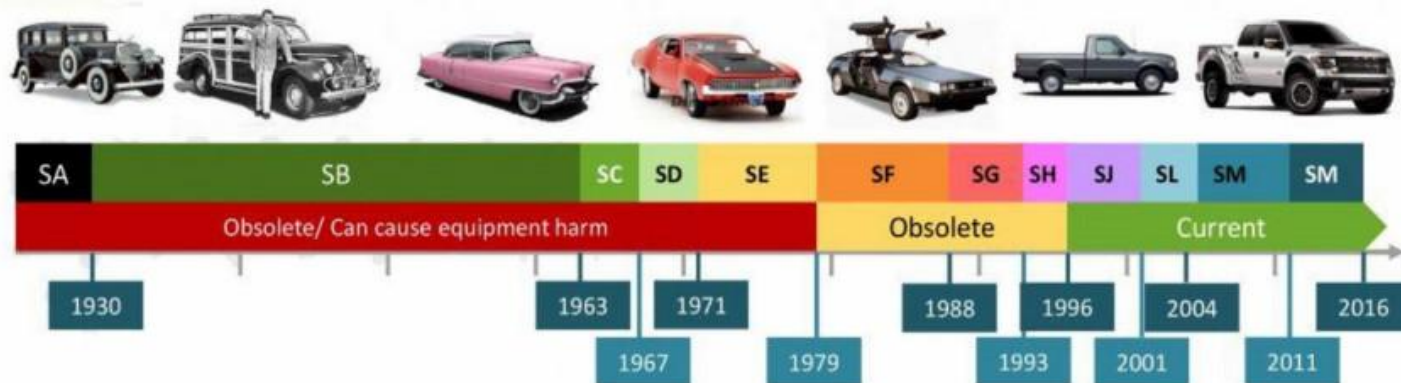 SA SB SC SD SE SF SG SH SJ SL SM SM
Obsolete/ Can cause equipment harm Obsolete Current
1930 1963 1971 1988 1996 2004 2016
1967 1979 1993 2001 2011